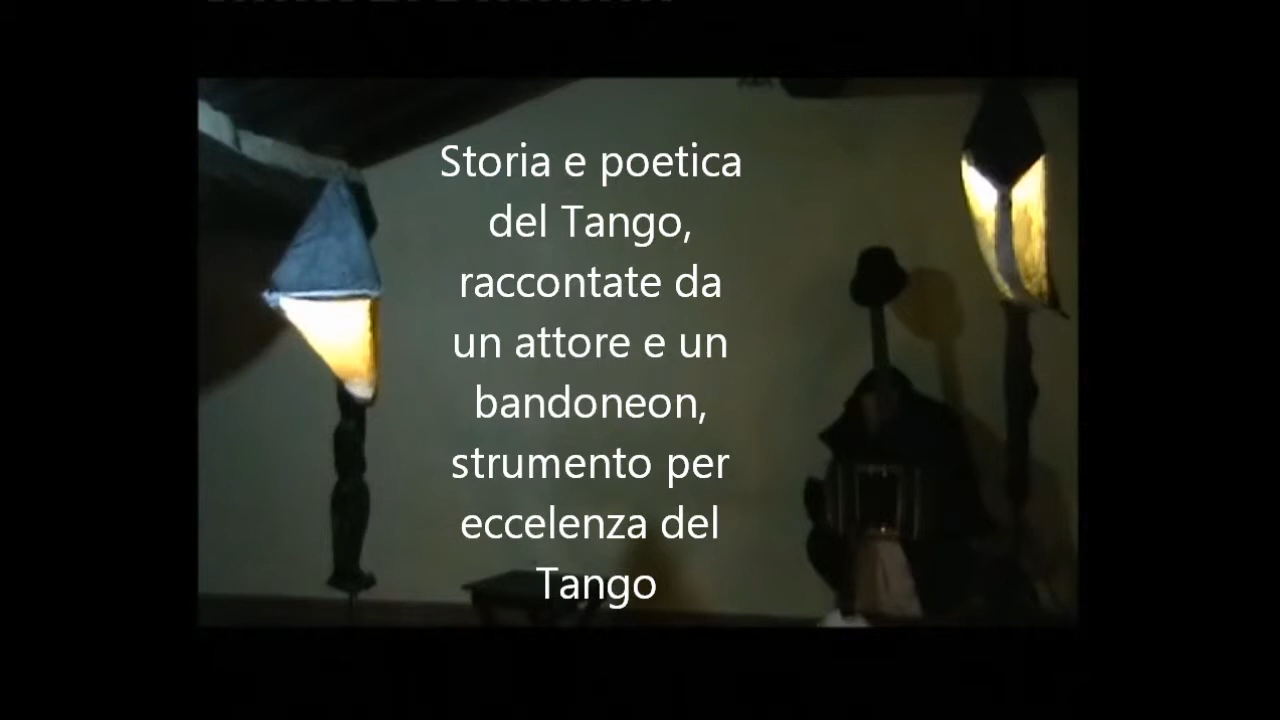 Storia e poetica
del Tango,
raccontate da
un attore e un
bandoneon,
strumento per
eccelenza del
Tango